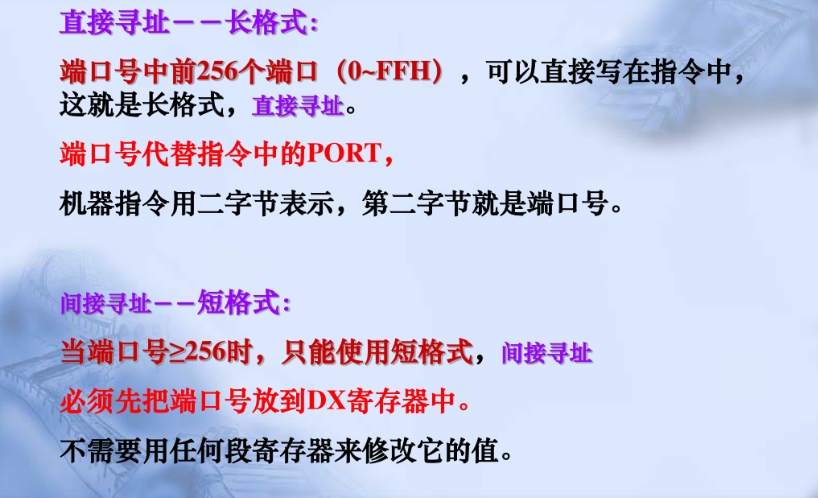 直接寻址－－长格式：
端口号中前256个端口（0~FFH），可以直接写在指令中，
这就是长格式，直接寻址。
端口号代替指令中的PORT，
机器指令用二字节表示，第二字节就是端口号。
间接寻址－－短格式：
当端口号≥256时，只能使用短格式，间接寻址
必须先把端口号放到DX寄存器中。
不需要用任何段寄存器来修改它的值。